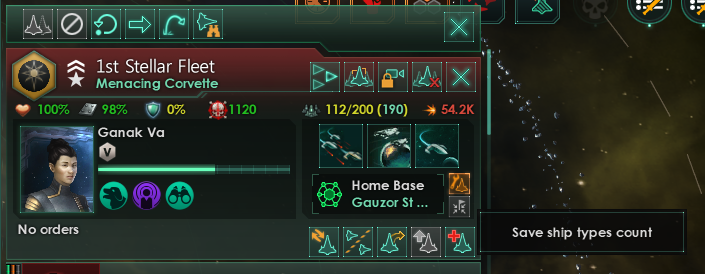 1st Stellar Fleet
Menacing Corvette
100% 98% 0% 1120 112/200 (190) 54.2K
Ganak Va
V
Home Base
Gauzor St ...
No orders
Save ship types count